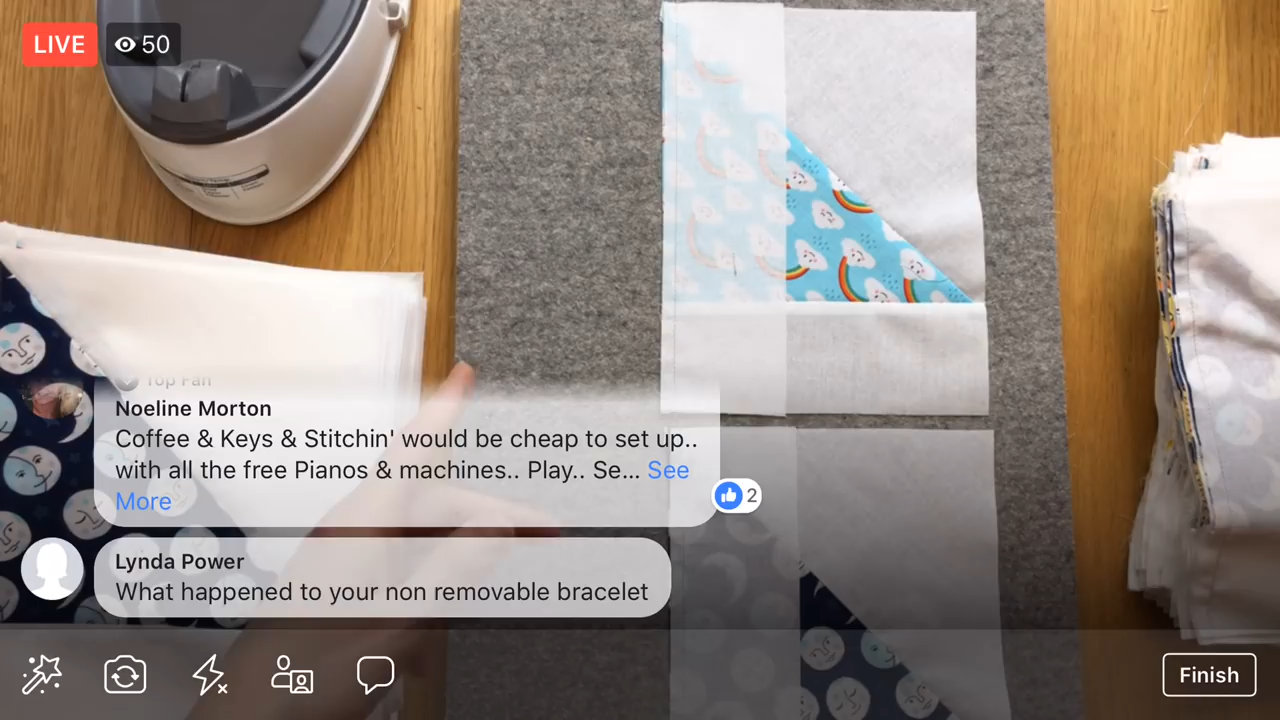 LIVE
50
Top Fan
Noeline Morton
Coffee & Keys & Stitchin' would be cheap to set up..
with all the free Pianos & machines.. Play.. Se... See
More
2
Lynda Power
What happened to your non removable bracelet
Finish